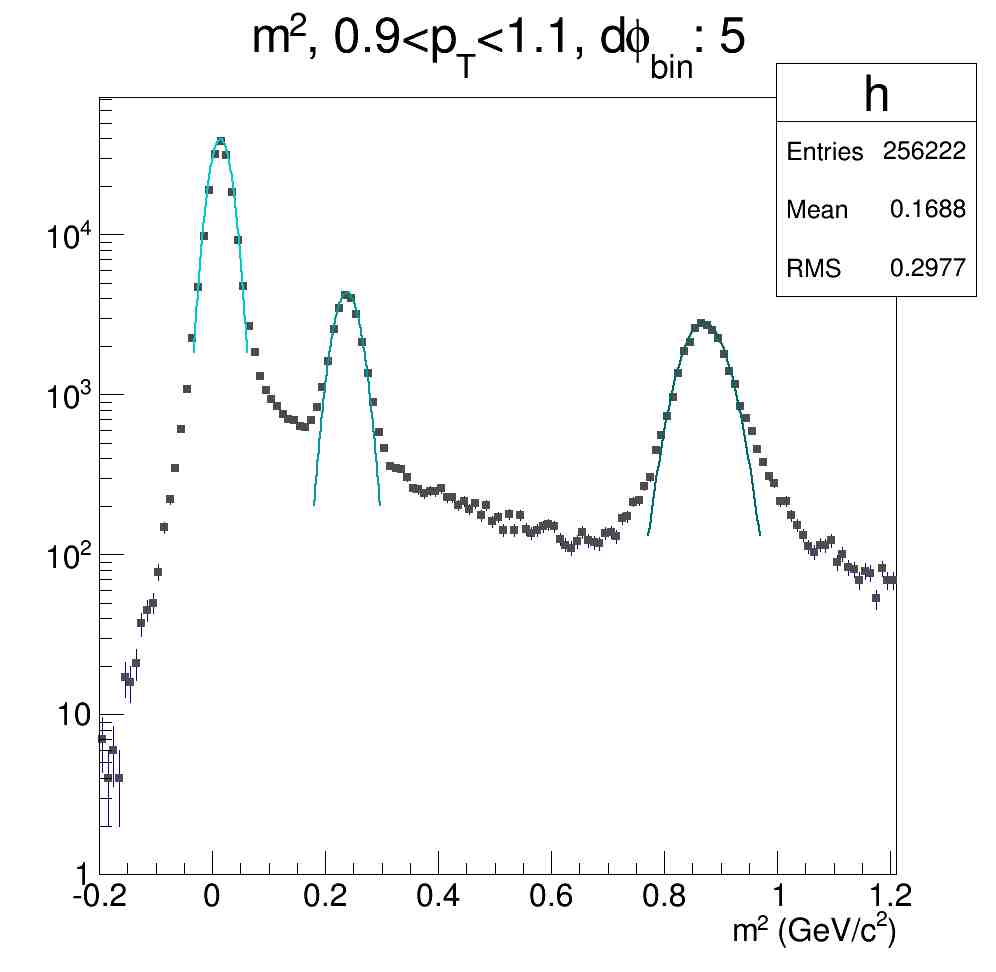 m², 0.9<p_T<1.1, dϕ_bin: 5
h
Entries 256222
Mean 0.1688
RMS 0.2977
10⁴
10³
10²
10
1
-0.2 0 0.2 0.4 0.6 0.8 1 1.2
m² (GeV/c²)